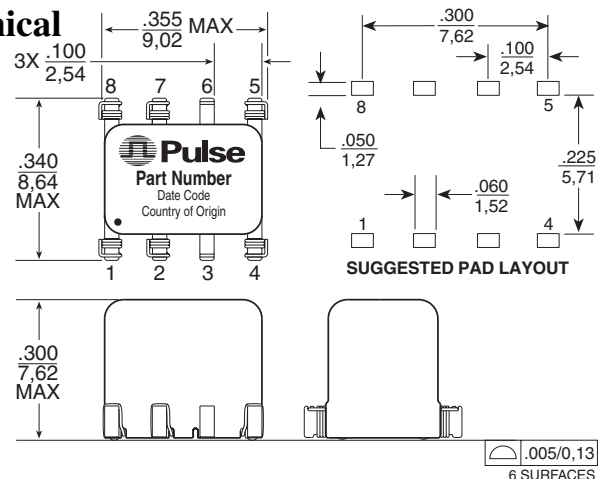 nical
.355 MAX
9,02
3X .100
2,54
8 7 6 5
.340
8,64
MAX
Pulse
Part Number
Date Code
Country of Origin
1 2 3 4
.300
7,62
.100
2,54
8 5
.050
1,27
.225
5,71
.060
1,52
1 4
SUGGESTED PAD LAYOUT
.300
7,62
MAX
.005/0,13
6 SURFACES